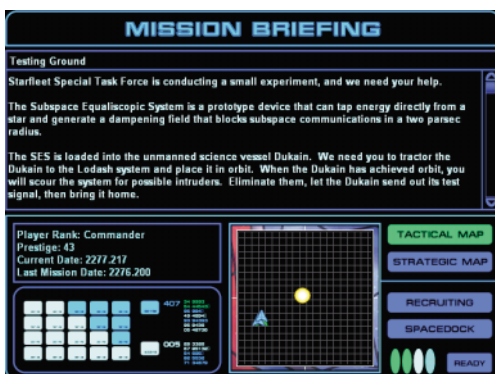 MISSION BRIEFING
Testing Ground
Starfleet Special Task Force is conducting a small experiment, and we need your help.
The Subspace Equaliscopic System is a prototype device that can tap energy directly from a
star and generate a dampening field that blocks subspace communications in a two parsec
radius.
The SES is loaded into the unmanned science vessel Dukain. We need you to tractor the
Dukain to the Lodash system and place it in orbit. When the Dukain has achieved orbit, you
will scour the system for possible intruders. Eliminate them, let the Dukain send out its test
signal, then bring it home.
Player Rank: Commander
Prestige: 43
Current Date: 2277.217
Last Mission Date: 2276.200
407
005
TACTICAL MAP
STRATEGIC MAP
RECRUITING
SPACEDOCK
READY